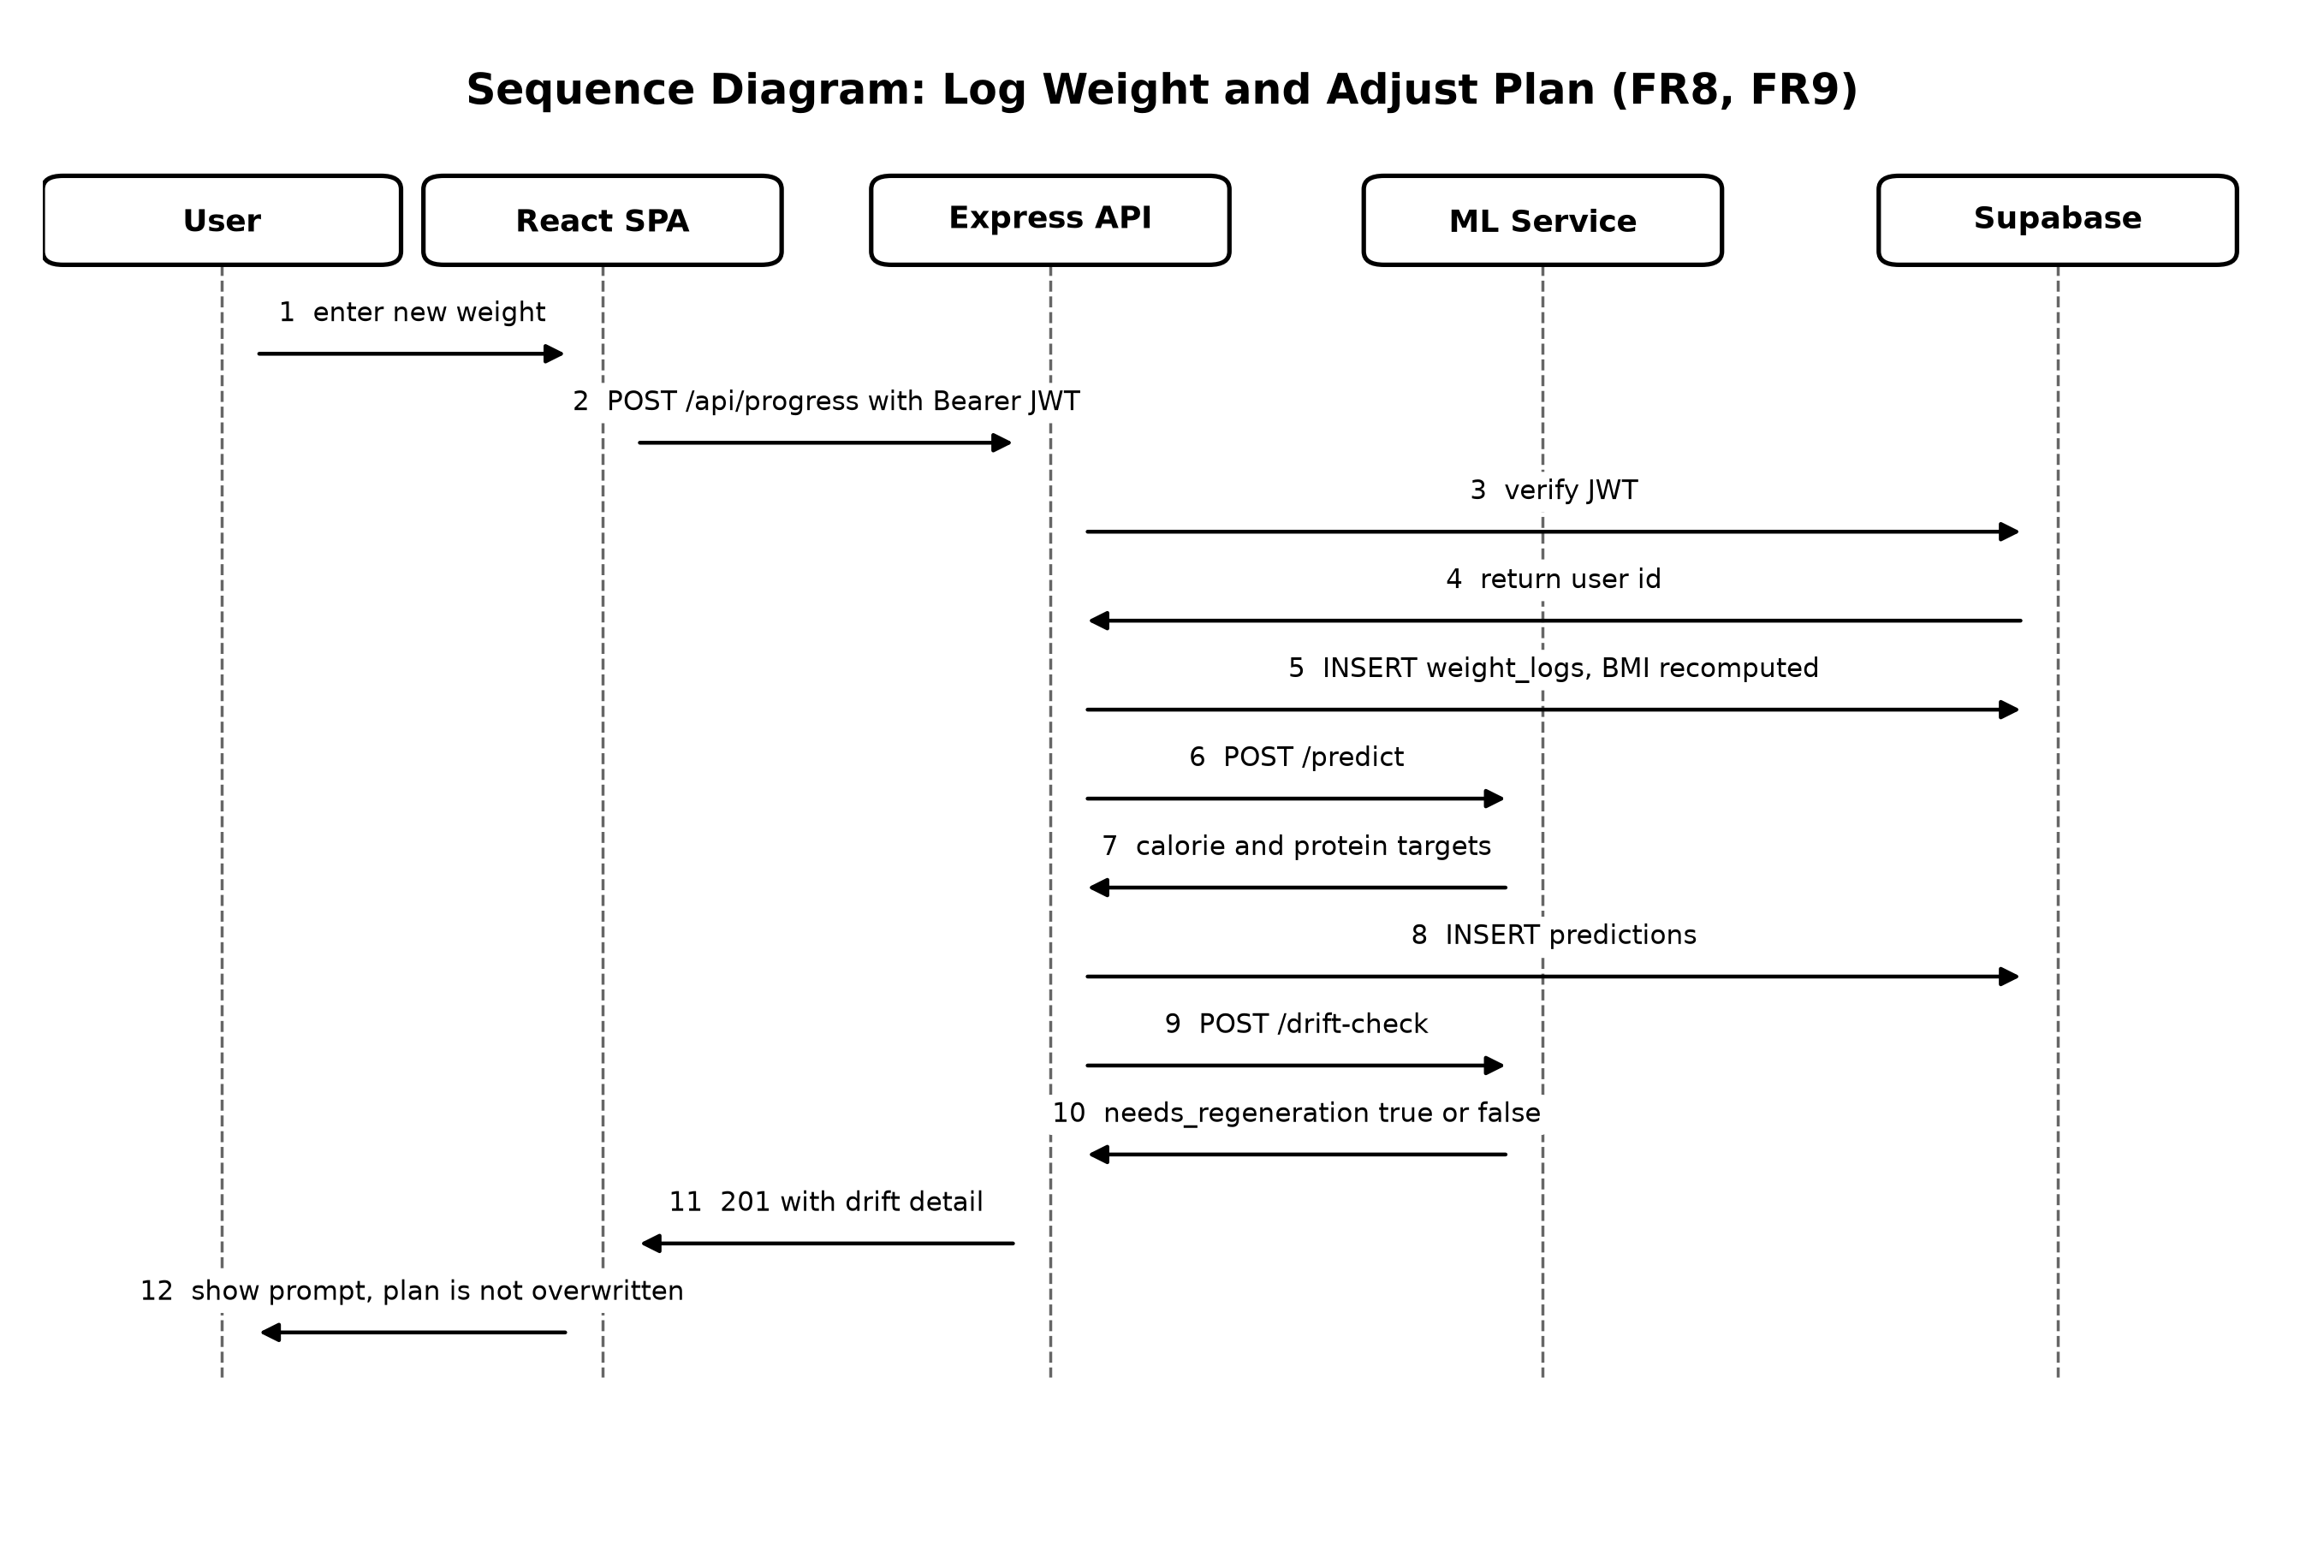 Sequence Diagram: Log Weight and Adjust Plan (FR8, FR9)
User
React SPA
Express API
ML Service
Supabase
1 enter new weight
2 POST /api/progress with Bearer JWT
3 verify JWT
4 return user id
5 INSERT weight_logs, BMI recomputed
6 POST /predict
7 calorie and protein targets
8 INSERT predictions
9 POST /drift-check
10 needs_regeneration true or false
11 201 with drift detail
12 show prompt, plan is not overwritten